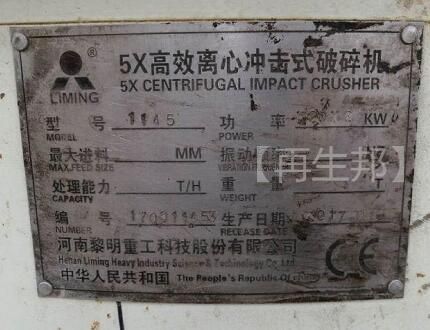 LIMING ®
5X高效离心冲击式破碎机
5X CENTRIFUGAL IMPACT CRUSHER
型 号 1145 功 率 KW
MODEL POWER
最大进料 MM 振动
MAX.FEED SIZE VIBRATION
处理能力 T/H 重 量 T
CAPACITY WEIGHT
编 号 生产日期
NUMBER RELEASE DATE
河南黎明重工科技股份有限公司
Henan Liming Heavy Industry Science & Technology Co.,Ltd
中华人民共和国 The People's Republic Of China
CE
【再生邦】